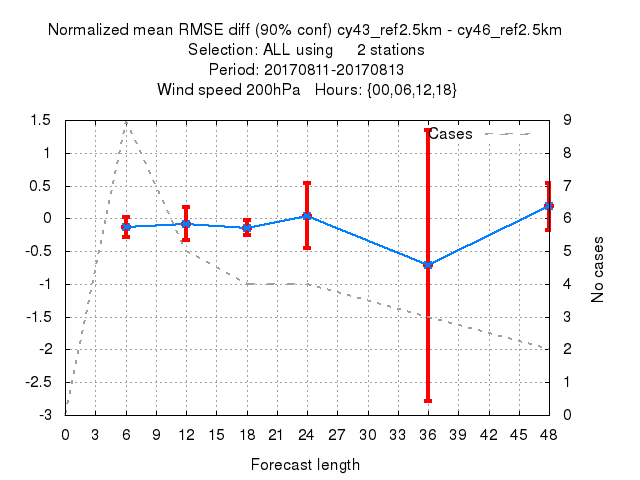 Normalized mean RMSE diff (90% conf) cy43_ref2.5km - cy46_ref2.5km
Selection: ALL using 2 stations
Period: 20170811-20170813
Wind speed 200hPa Hours: {00,06,12,18}
1.5
1
0.5
0
-0.5
-1
-1.5
-2
-2.5
-3
Cases
9
8
7
6
5
4
3
2
1
0
No cases
0 3 6 9 12 15 18 21 24 27 30 33 36 39 42 45 48
Forecast length